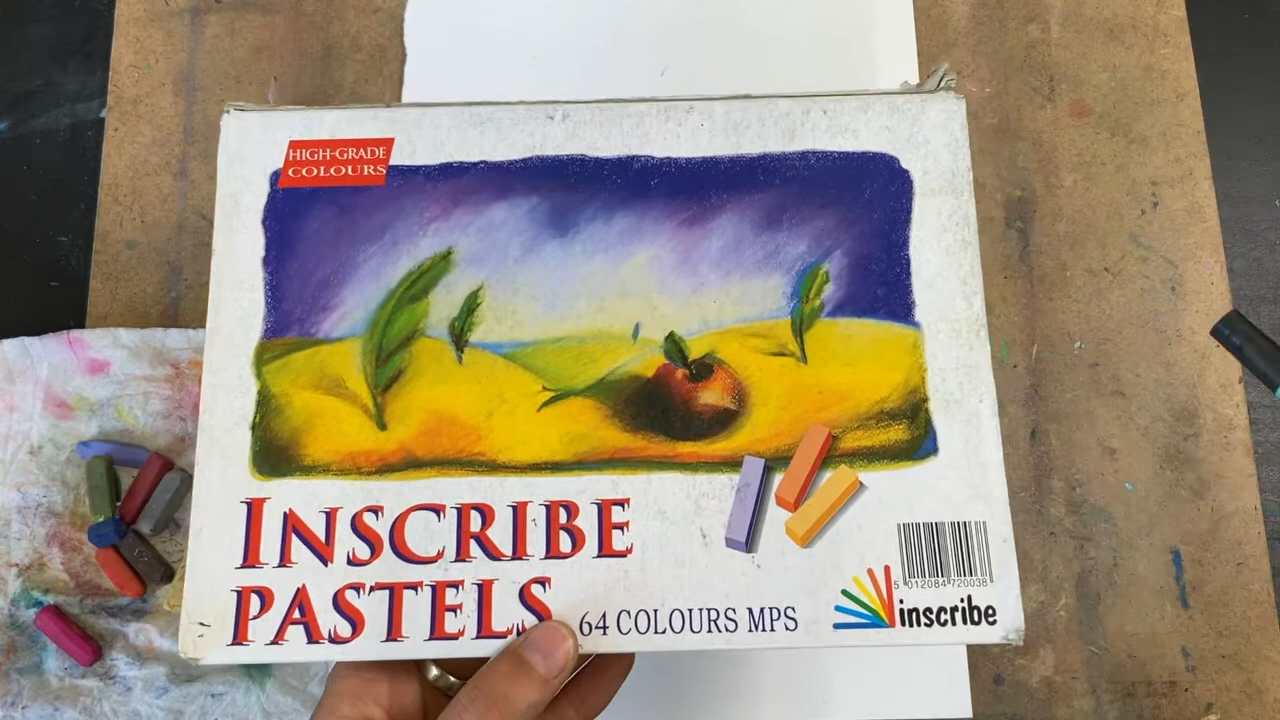 HIGH-GRADE
COLOURS
INSCRIBE
PASTELS
64 COLOURS MPS
5 012084 720038
inscribe